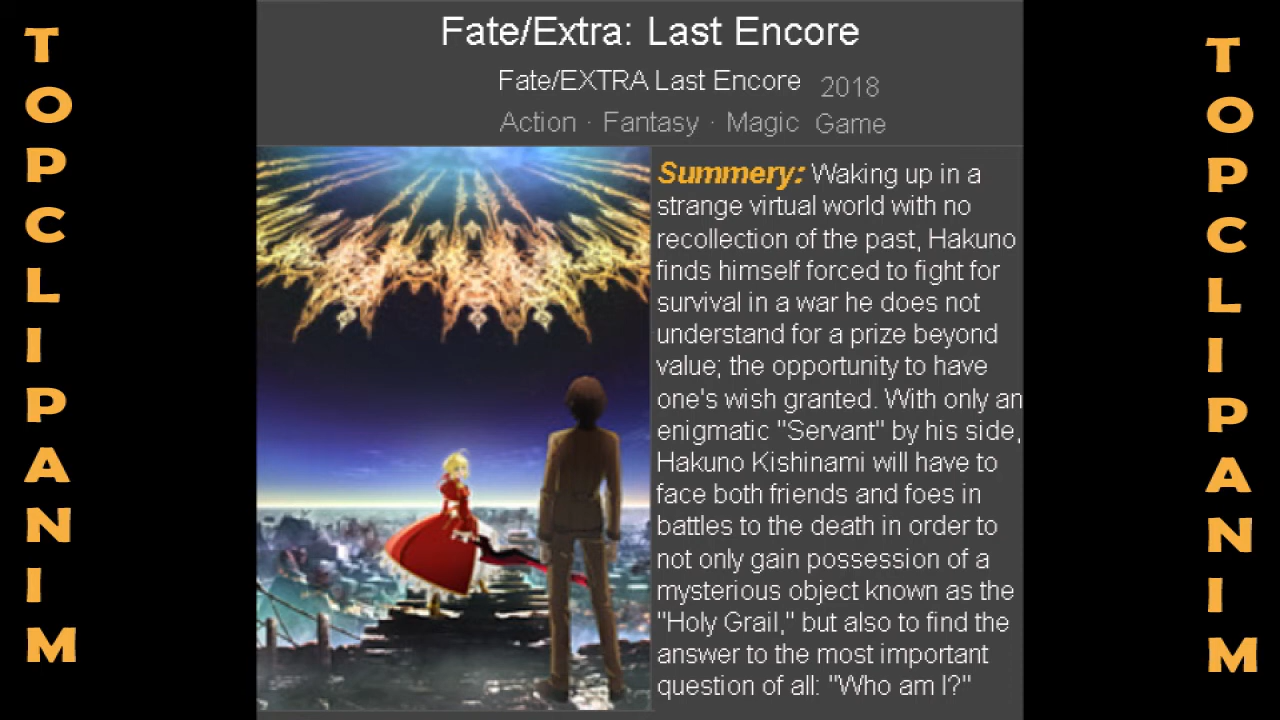 TOPCLIPANIM
Fate/Extra: Last Encore
Fate/EXTRA Last Encore 2018
Action · Fantasy · Magic Game
Summery: Waking up in a
strange virtual world with no
recollection of the past, Hakuno
finds himself forced to fight for
survival in a war he does not
understand for a prize beyond
value; the opportunity to have
one's wish granted. With only an
enigmatic "Servant" by his side,
Hakuno Kishinami will have to
face both friends and foes in
battles to the death in order to
not only gain possession of a
mysterious object known as the
"Holy Grail," but also to find the
answer to the most important
question of all: "Who am I?"
TOPCLIPANIM